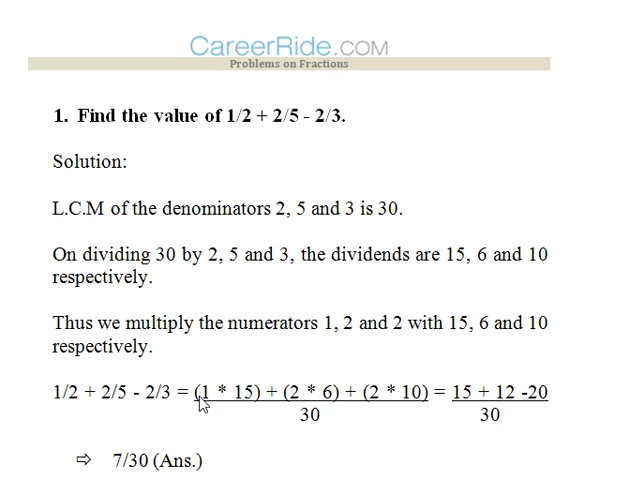 CareerRide.COM
Problems on Fractions
1. Find the value of 1/2 + 2/5 - 2/3.
Solution:
L.C.M of the denominators 2, 5 and 3 is 30.
On dividing 30 by 2, 5 and 3, the dividends are 15, 6 and 10
respectively.
Thus we multiply the numerators 1, 2 and 2 with 15, 6 and 10
respectively.
1/2 + 2/5 - 2/3 = (1 * 15) + (2 * 6) + (2 * 10) = 15 + 12 -20
30 30
⇨ 7/30 (Ans.)